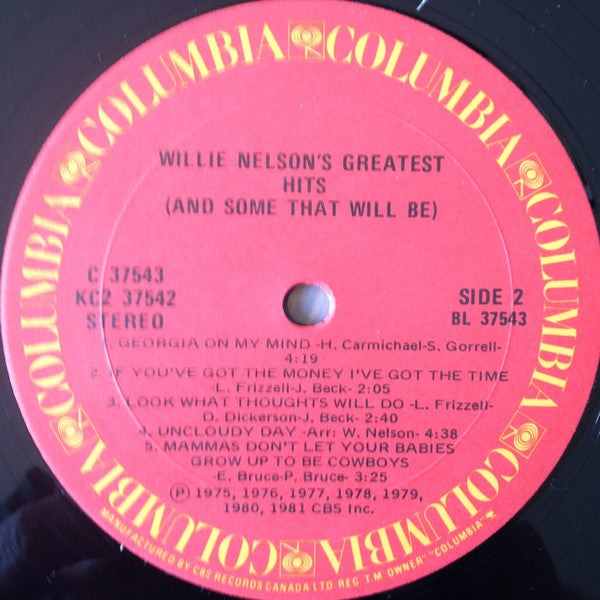 COLUMBIA COLUMBIA COLUMBIA COLUMBIA COLUMBIA COLUMBIA
WILLIE NELSON'S GREATEST
HITS
(AND SOME THAT WILL BE)
C 37543
KC2 37542
STEREO
SIDE 2
BL 37543
1. GEORGIA ON MY MIND -H. Carmichael-S. Gorrell-
4:19
2. IF YOU'VE GOT THE MONEY I'VE GOT THE TIME
-L. Frizzell-J. Beck- 2:05
3. LOOK WHAT THOUGHTS WILL DO -L. Frizzell-
D. Dickerson-J. Beck- 2:40
4. UNCLOUDY DAY -Arr: W. Nelson- 4:38
5. MAMMAS DON'T LET YOUR BABIES
GROW UP TO BE COWBOYS
-E. Bruce-P. Bruce- 3:25
Ⓟ 1975, 1976, 1977, 1978, 1979,
1980, 1981 CBS Inc.
MANUFACTURED BY CBS RECORDS CANADA LTD. REG. T.M. OWNER "COLUMBIA"